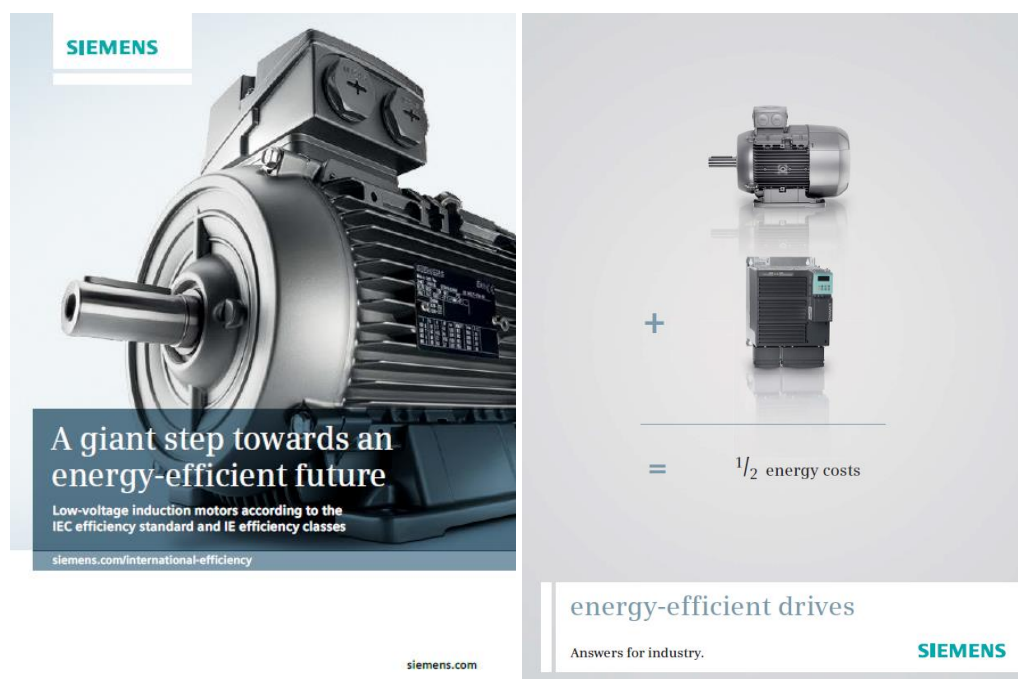 SIEMENS
A giant step towards an
energy-efficient future
Low-voltage induction motors according to the
IEC efficiency standard and IE efficiency classes
siemens.com/international-efficiency
siemens.com
+
=
1/2 energy costs
energy-efficient drives
Answers for industry.
SIEMENS